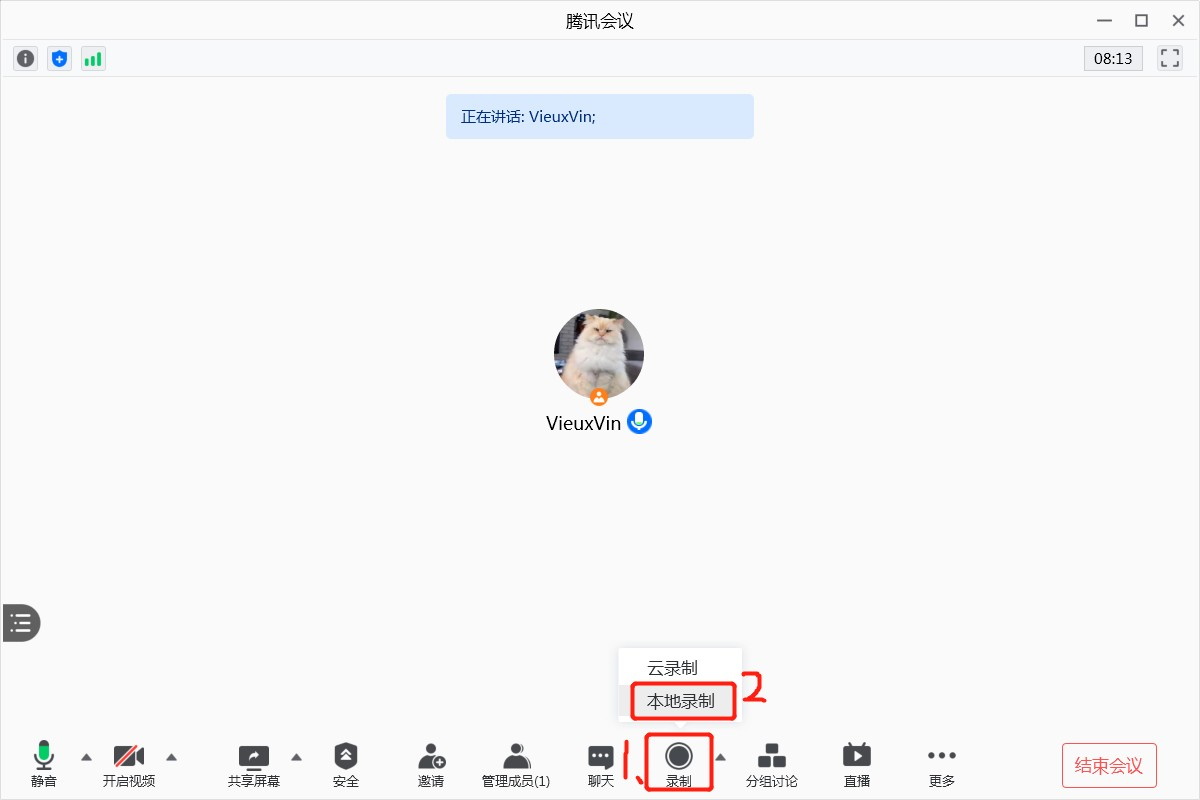 腾讯会议
08:13
正在讲话: VieuxVin;
VieuxVin
云录制
本地录制
2
1、
静音
开启视频
共享屏幕
安全
邀请
管理成员(1)
聊天
录制
分组讨论
直播
更多
结束会议